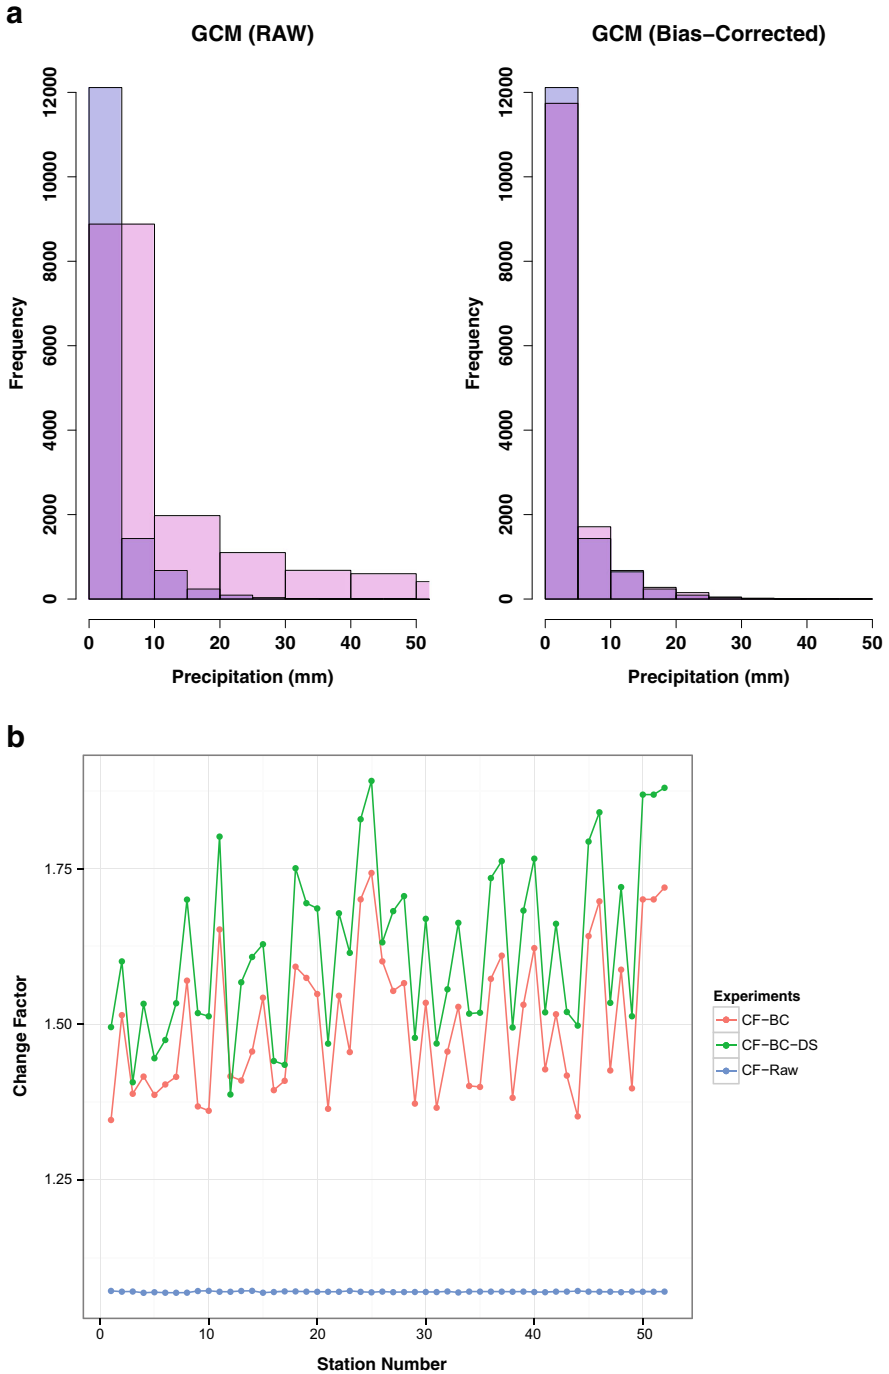 a
GCM (RAW)
GCM (Bias−Corrected)
Frequency
0
2000
4000
6000
8000
10000
12000
0 10 20 30 40 50
Precipitation (mm)
Frequency
0
2000
4000
6000
8000
10000
12000
0 10 20 30 40 50
Precipitation (mm)
b
Change Factor
1.75
1.50
1.25
0 10 20 30 40 50
Station Number
Experiments
CF−BC
CF−BC−DS
CF−Raw